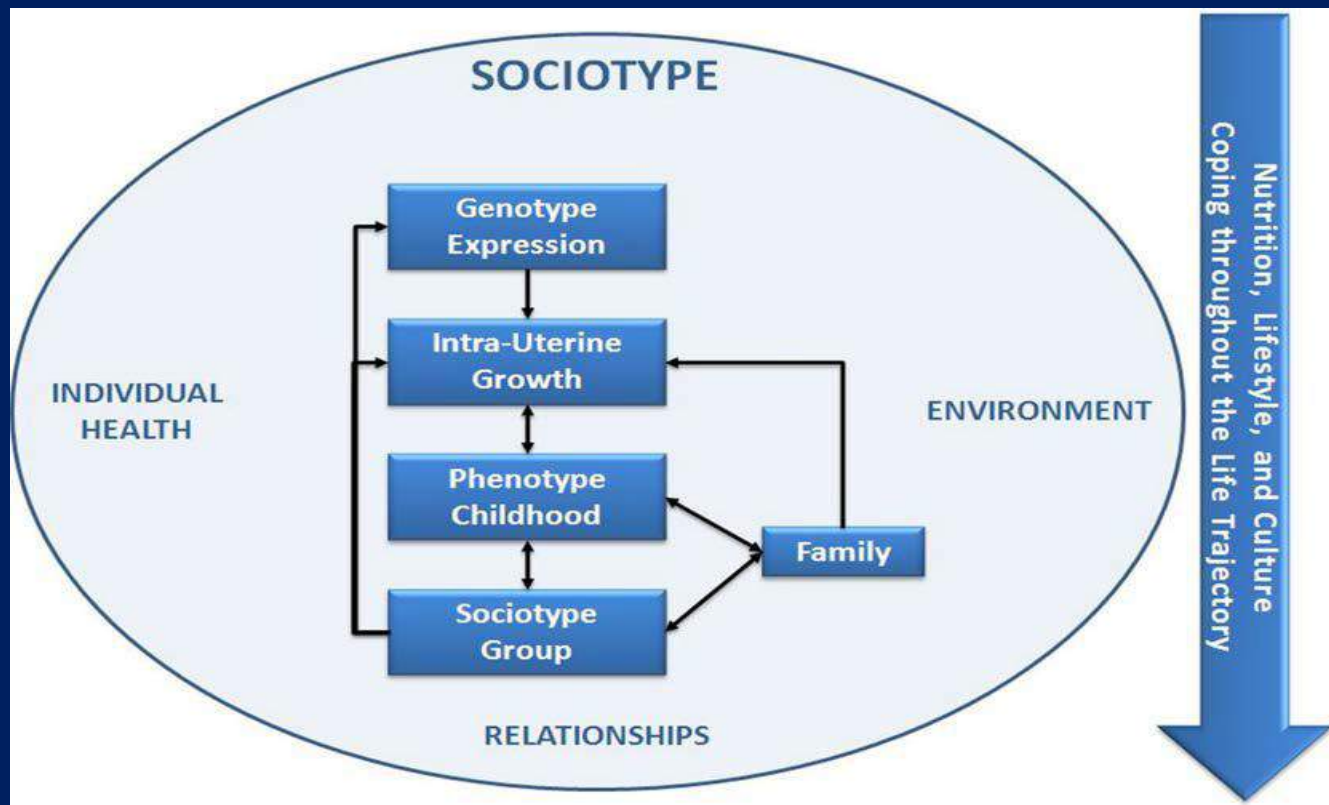 SOCIOTYPE
Genotype
Expression
Intra-Uterine
Growth
INDIVIDUAL
HEALTH
ENVIRONMENT
Phenotype
Childhood
Family
Sociotype
Group
RELATIONSHIPS
Nutrition, Lifestyle, and Culture
Coping throughout the Life Trajectory